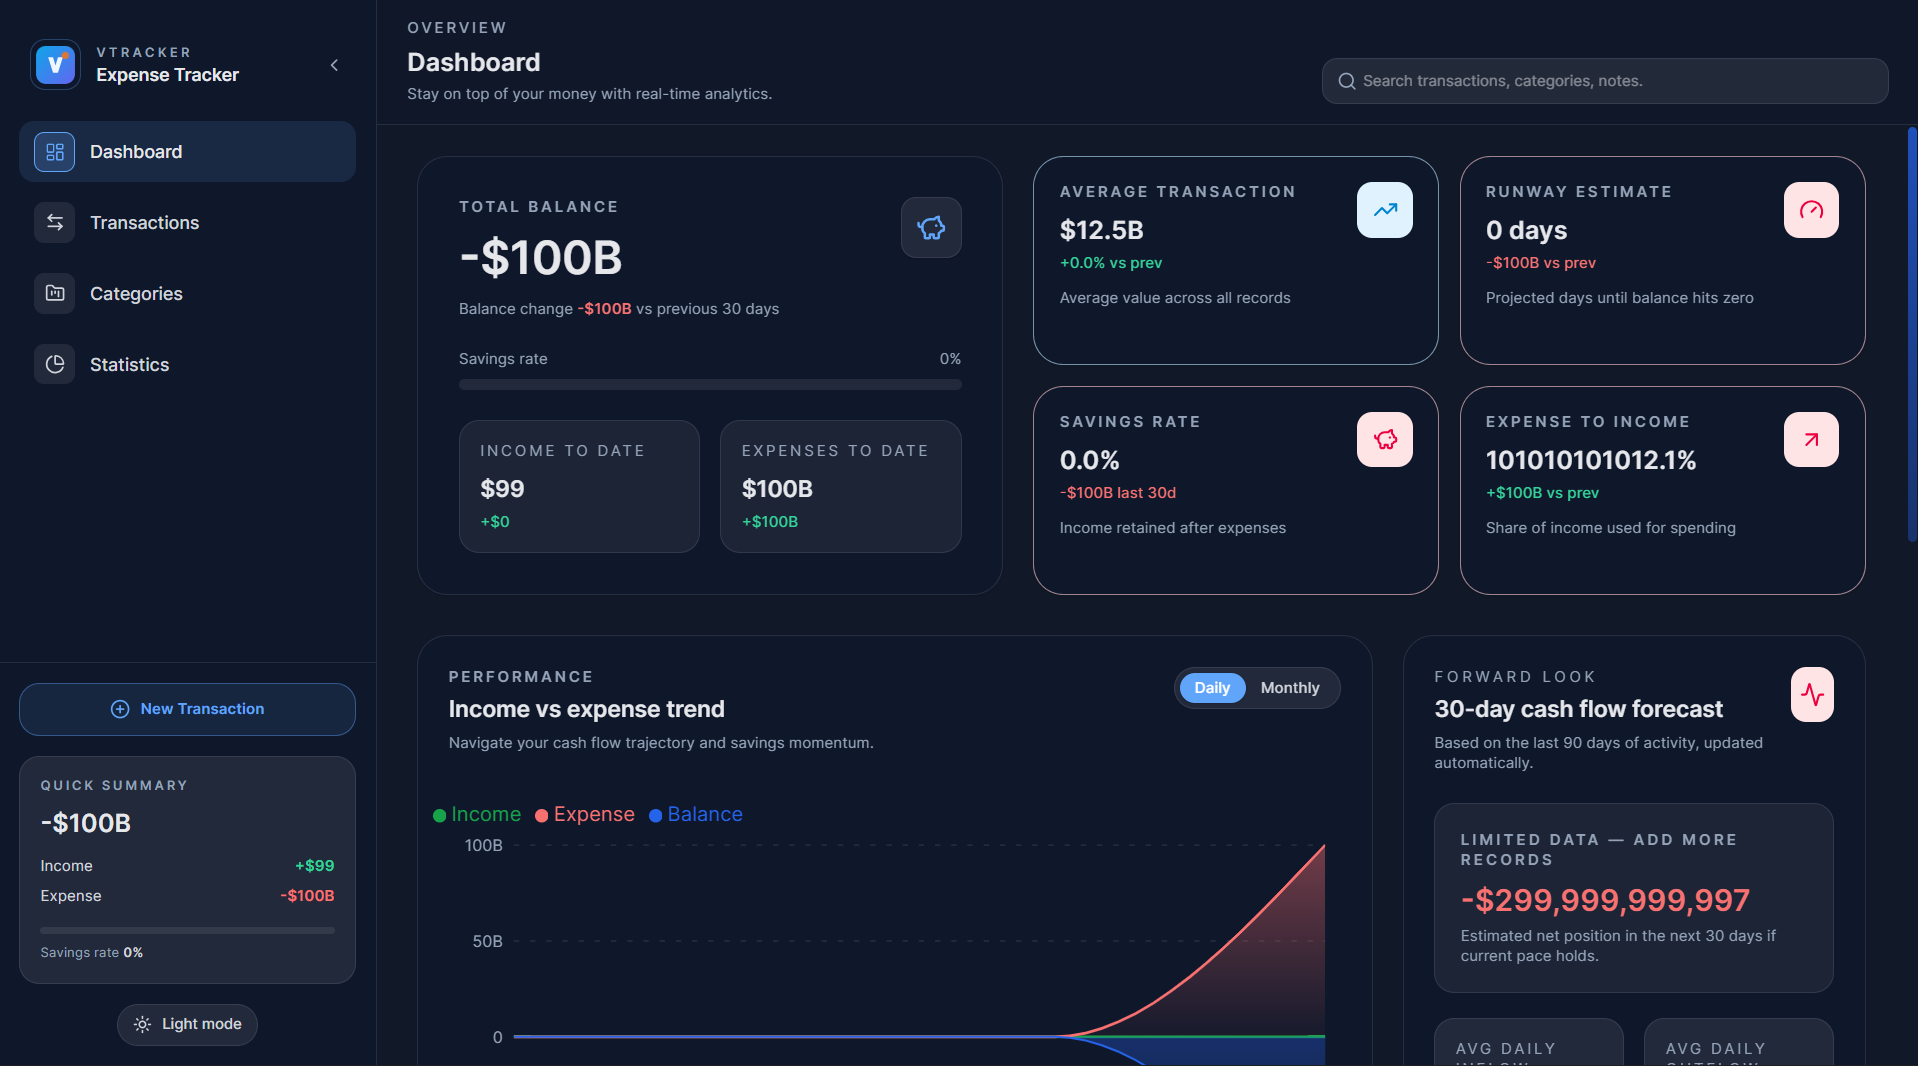 VTRACKER
Expense Tracker
Dashboard
Transactions
Categories
Statistics
New Transaction
QUICK SUMMARY
-$100B
Income +$99
Expense -$100B
Savings rate 0%
Light mode
OVERVIEW
Dashboard
Stay on top of your money with real-time analytics.
Search transactions, categories, notes.
TOTAL BALANCE
-$100B
Balance change -$100B vs previous 30 days
Savings rate 0%
INCOME TO DATE
$99
+$0
EXPENSES TO DATE
$100B
+$100B
AVERAGE TRANSACTION
$12.5B
+0.0% vs prev
Average value across all records
RUNWAY ESTIMATE
0 days
-$100B vs prev
Projected days until balance hits zero
SAVINGS RATE
0.0%
-$100B last 30d
Income retained after expenses
EXPENSE TO INCOME
101010101012.1%
+$100B vs prev
Share of income used for spending
PERFORMANCE
Income vs expense trend
Navigate your cash flow trajectory and savings momentum.
Daily Monthly
Income Expense Balance
100B
50B
0
FORWARD LOOK
30-day cash flow forecast
Based on the last 90 days of activity, updated
automatically.
LIMITED DATA — ADD MORE
RECORDS
-$299,999,999,997
Estimated net position in the next 30 days if
current pace holds.
AVG DAILY
INFLOW
AVG DAILY
OUTFLOW